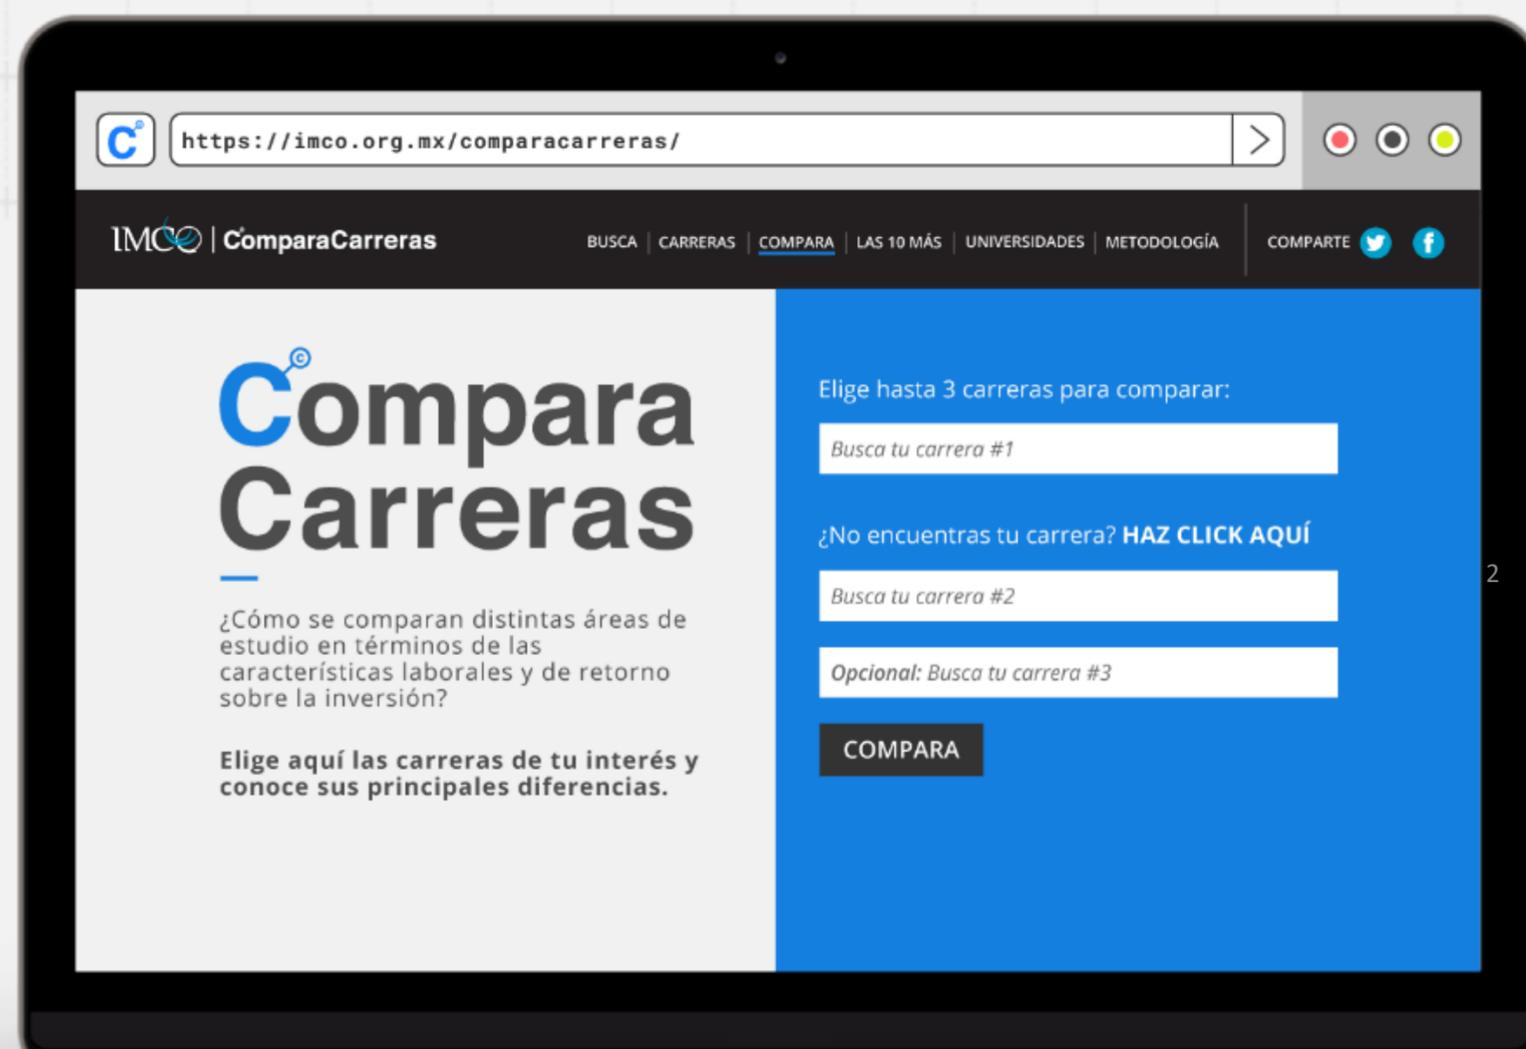 C
https://imco.org.mx/comparacarreras/
IMCO | ComparaCarreras
BUSCA | CARRERAS | COMPARA | LAS 10 MÁS | UNIVERSIDADES | METODOLOGÍA
COMPARTE
Compara
Carreras
¿Cómo se comparan distintas áreas de
estudio en términos de las
características laborales y de retorno
sobre la inversión?
Elige aquí las carreras de tu interés y
conoce sus principales diferencias.
Elige hasta 3 carreras para comparar:
Busca tu carrera #1
¿No encuentras tu carrera? HAZ CLICK AQUÍ
Busca tu carrera #2
Opcional: Busca tu carrera #3
COMPARA
2